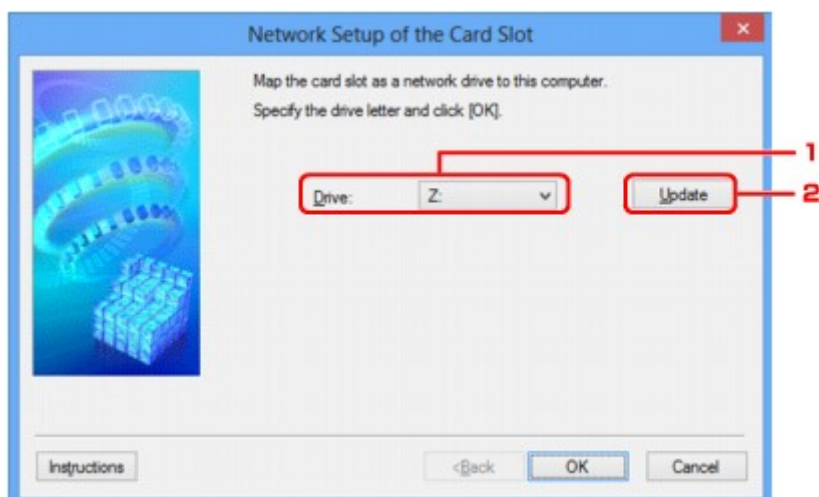 Network Setup of the Card Slot
Map the card slot as a network drive to this computer.
Specify the drive letter and click [OK].
1
Drive: Z: Update
2
Instructions <Back OK Cancel